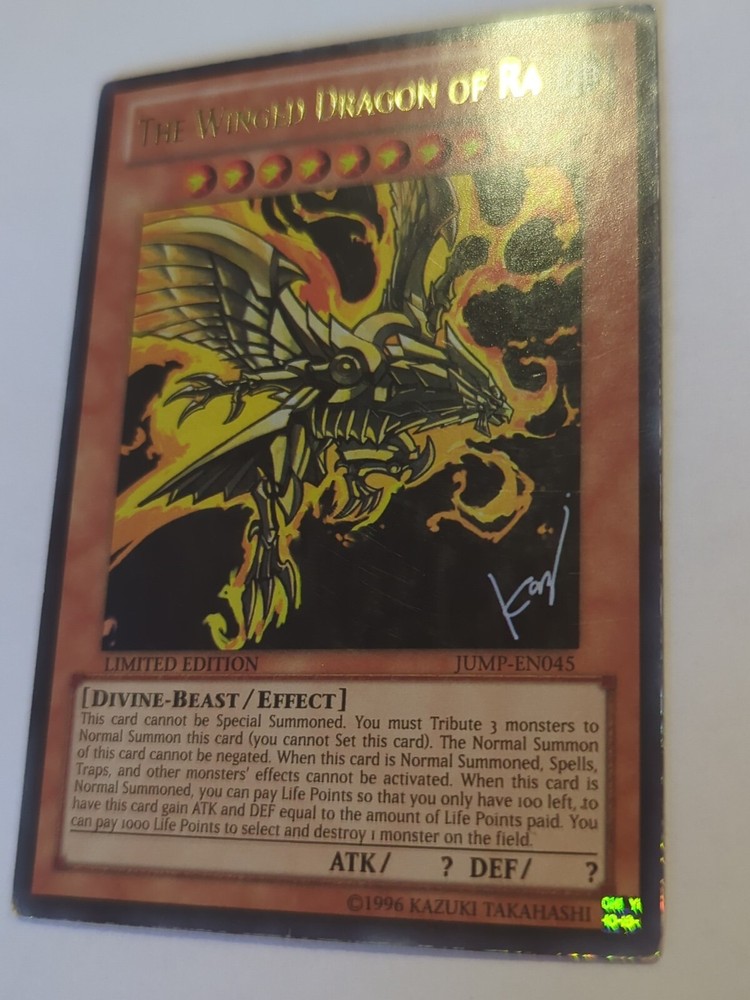 THE WINGED DRAGON OF RA
LIMITED EDITION JUMP-EN045
[DIVINE-BEAST / EFFECT]
This card cannot be Special Summoned. You must Tribute 3 monsters to
Normal Summon this card (you cannot Set this card). The Normal Summon
of this card cannot be negated. When this card is Normal Summoned, Spells,
Traps, and other monsters' effects cannot be activated. When this card is
Normal Summoned, you can pay Life Points so that you only have 100 left, to
have this card gain ATK and DEF equal to the amount of Life Points paid. You
can pay 1000 Life Points to select and destroy 1 monster on the field.
ATK/ ? DEF/ ?
©1996 KAZUKI TAKAHASHI